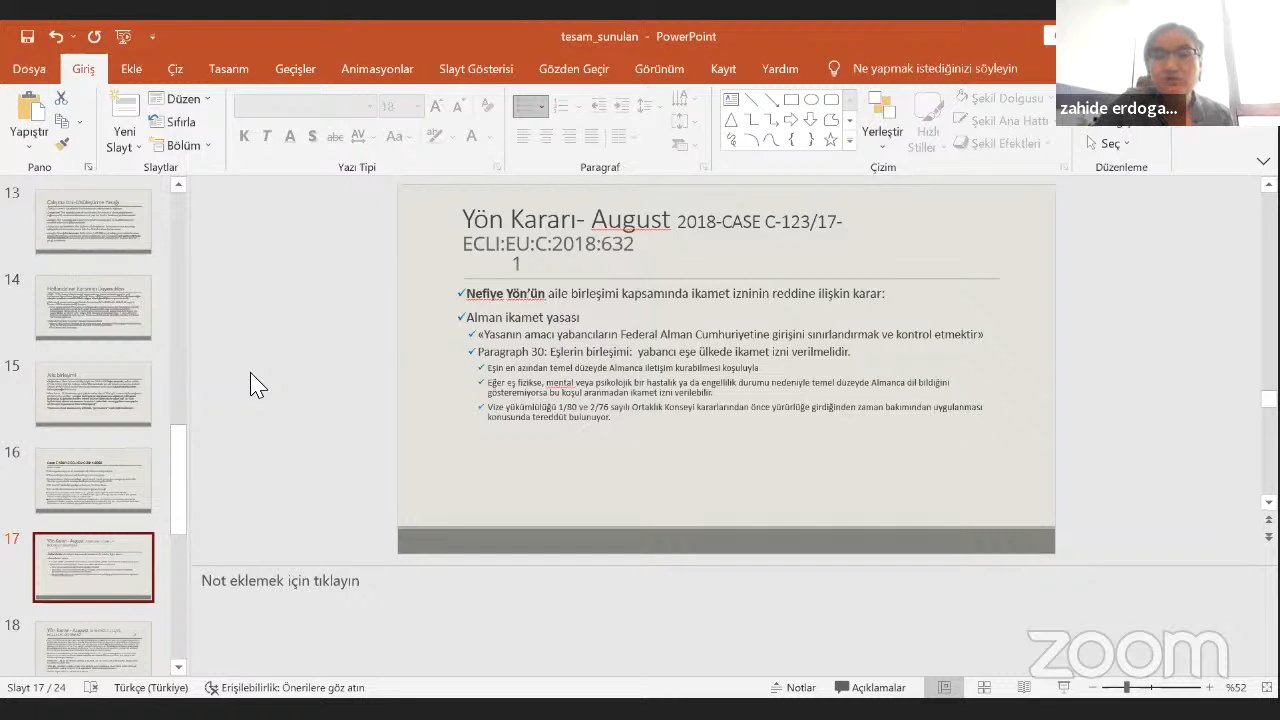 tesam_sunulan - PowerPoint
zahide erdoga...
Dosya Giriş Ekle Çiz Tasarım Geçişler Animasyonlar Slayt Gösterisi Gözden Geçir Görünüm Kayıt Yardım Ne yapmak istediğinizi söyleyin
Yapıştır
Yeni
Slayt
Düzen
Sıfırla
Bölüm
18
K T A S abc AV Aa A
Yerleştir
Hızlı
Stiller
Şekil Dolgusu
Şekil Ana Hattı
Şekil Efektleri
Seç
Pano Slaytlar Yazı Tipi Paragraf Çizim Düzenleme
13
14
15
16
17
18
Yön Kararı- August 2018-CASE C-123/17-
ECLI:EU:C:2018:632
1
Nefiye Yön'ün aile birleşimi kapsamında ikamet izninin reddine ilişkin karar:
Alman ikamet yasası
«Yasanın amacı yabancıların Federal Alman Cumhuriyetine girişini sınırlandırmak ve kontrol etmektir»
Paragraph 30: Eşlerin birleşimi: yabancı eşe ülkede ikamet izni verilmelidir.
Eşin en azından temel düzeyde Almanca iletişim kurabilmesi koşuluyla
Eğer eş fizikse, mental veya psikolojik bir hastalık ya da engellilik durumu nedeniyle temel düzeyde Almanca dil bildiğini
gösteremiyorsa bu koşul aranmadan ikamet izni verilebilir.
Vize yükümlülüğü 1/80 ve 2/76 sayılı Ortaklık Konseyi kararlarından önce yürürlüğe girdiğinden zaman bakımından uygulanması
konusunda tereddüt bulunuyor.
Not eklemek için tıklayın
zoom
Slayt 17 / 24 Türkçe (Türkiye) Erişilebilirlik: Önerilere göz atın Notlar Açıklamalar %52